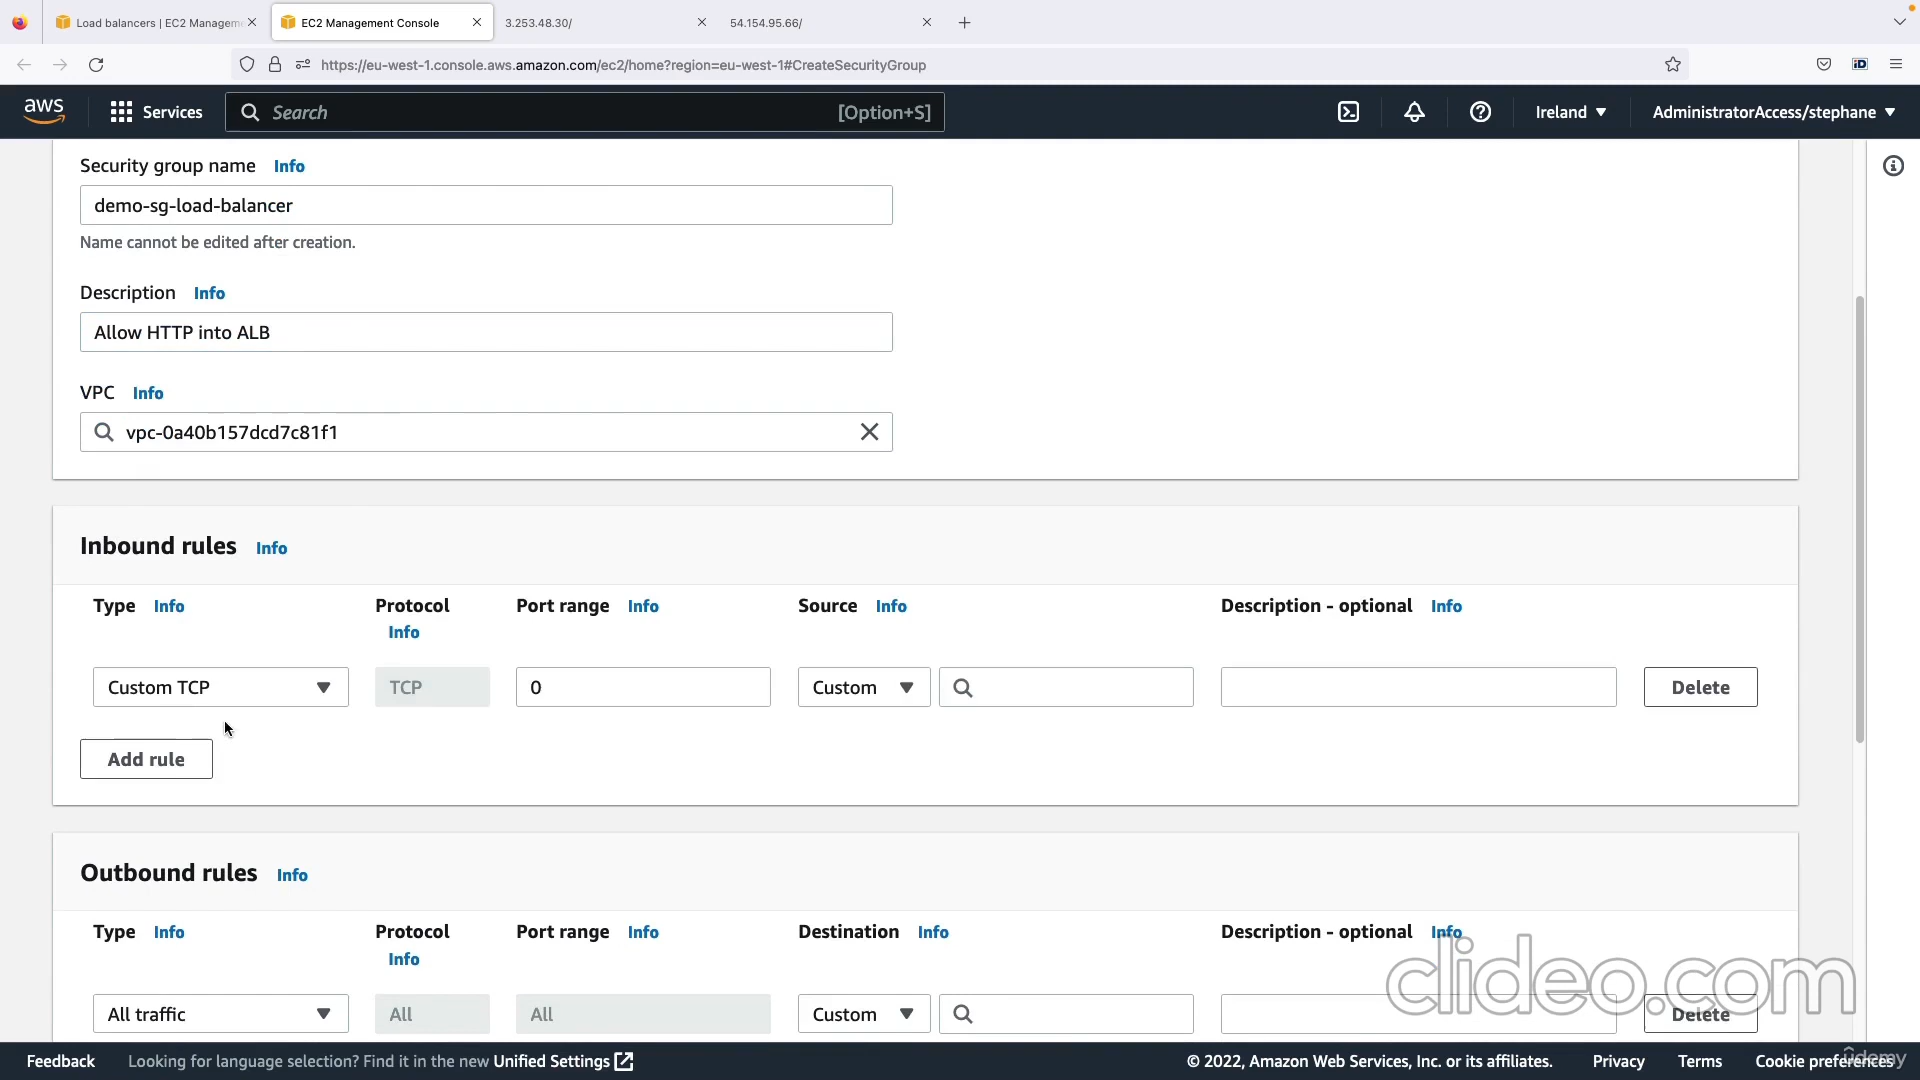 Load balancers | EC2 Managem
EC2 Management Console
3.253.48.30/
54.154.95.66/
https://eu-west-1.console.aws.amazon.com/ec2/home?region=eu-west-1#CreateSecurityGroup
iD
aws
Services
Search
[Option+S]
Ireland
AdministratorAccess/stephane
Security group name Info
demo-sg-load-balancer
Name cannot be edited after creation.
Description Info
Allow HTTP into ALB
VPC Info
vpc-0a40b157dcd7c81f1
Inbound rules Info
Type Info Protocol Info Port range Info Source Info Description - optional Info
Custom TCP TCP 0 Custom Delete
Add rule
Outbound rules Info
Type Info Protocol Info Port range Info Destination Info Description - optional Info
All traffic All All Custom Delete
clideo.com
Feedback Looking for language selection? Find it in the new Unified Settings © 2022, Amazon Web Services, Inc. or its affiliates. Privacy Terms Cookie preferences
ûdemy